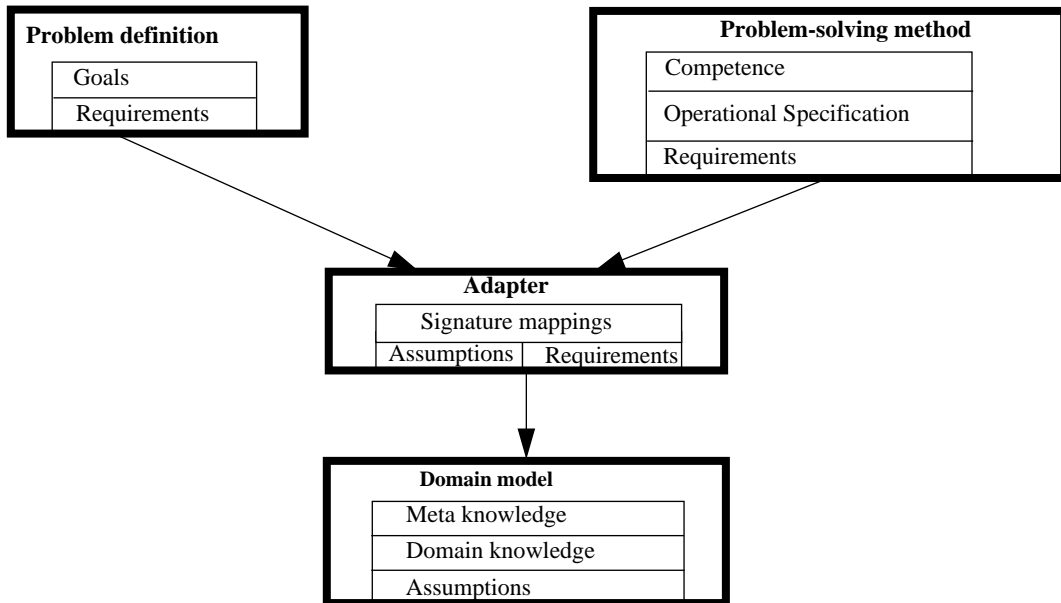 Problem definition
Goals
Requirements
Problem-solving method
Competence
Operational Specification
Requirements
Adapter
Signature mappings
Assumptions
Requirements
Domain model
Meta knowledge
Domain knowledge
Assumptions